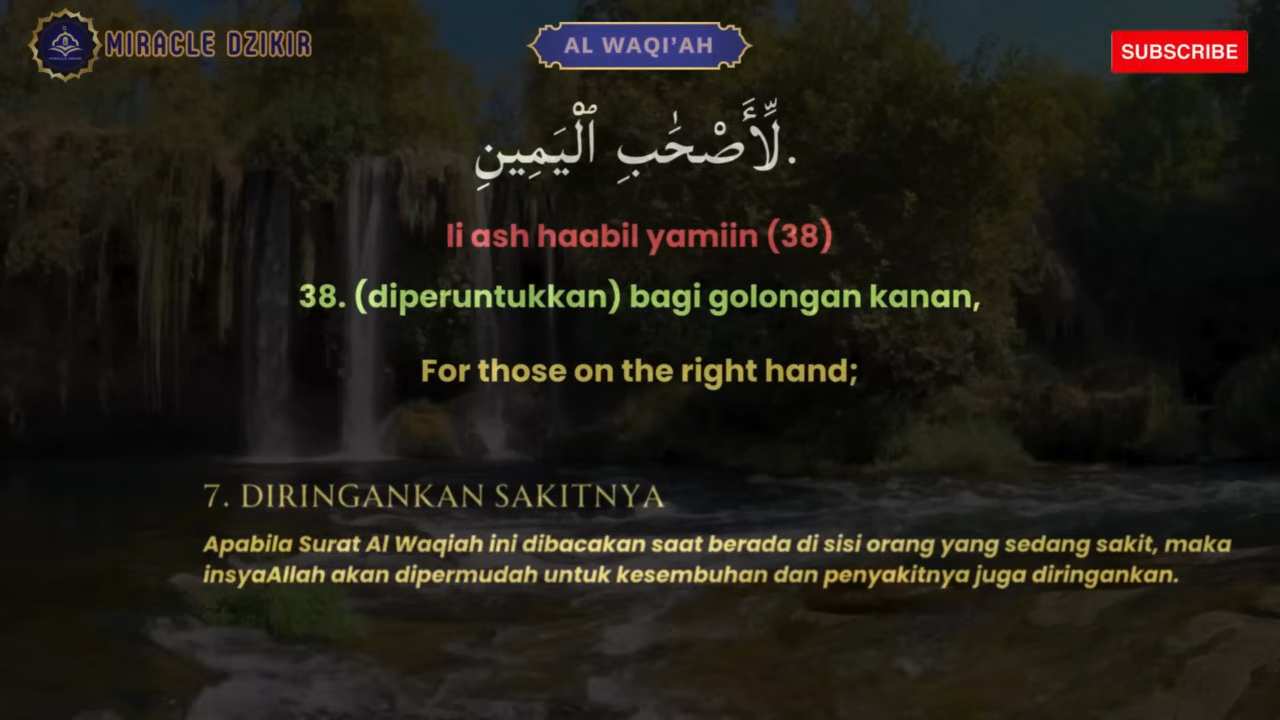 MIRACLE DZIKIR
AL WAQI'AH
SUBSCRIBE
لِّأَصْحَٰبِ ٱلْيَمِينِ.
li ash haabil yamiin (38)
38. (diperuntukkan) bagi golongan kanan,
For those on the right hand;
7. DIRINGANKAN SAKITNYA
Apabila Surat Al Waqiah ini dibacakan saat berada di sisi orang yang sedang sakit, maka
insyaAllah akan dipermudah untuk kesembuhan dan penyakitnya juga diringankan.